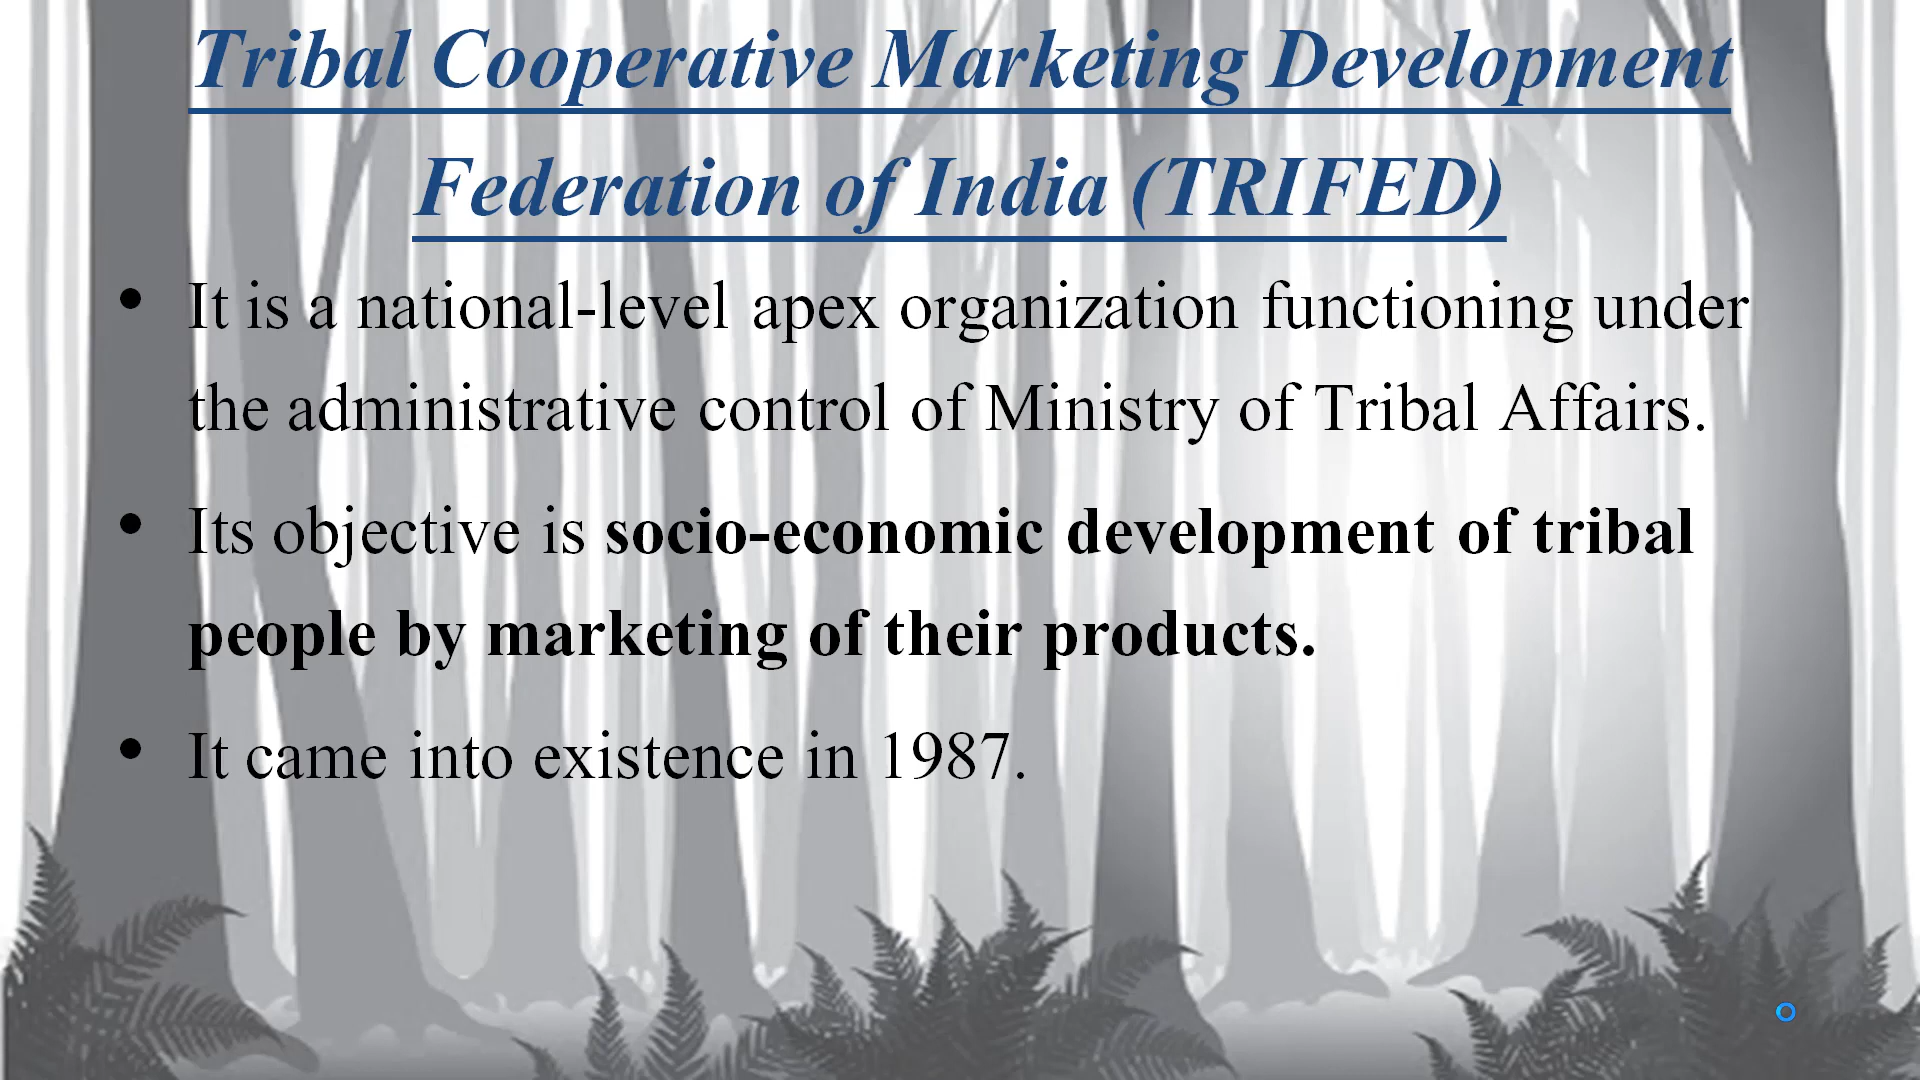 Tribal Cooperative Marketing Development
Federation of India (TRIFED)
• It is a national-level apex organization functioning under
the administrative control of Ministry of Tribal Affairs.
• Its objective is socio-economic development of tribal
people by marketing of their products.
• It came into existence in 1987.